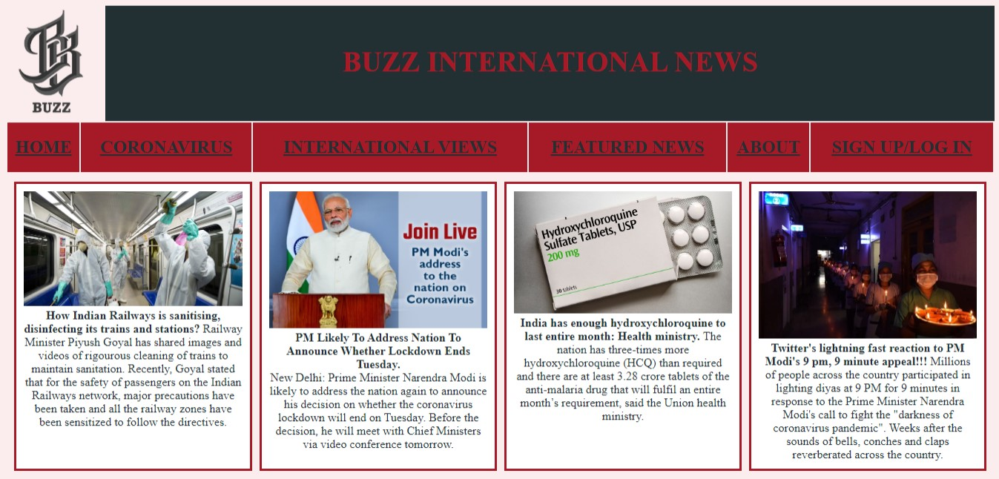 BUZZ
BUZZ INTERNATIONAL NEWS
HOME
CORONAVIRUS
INTERNATIONAL VIEWS
FEATURED NEWS
ABOUT
SIGN UP/LOG IN
How Indian Railways is sanitising,
disinfecting its trains and stations? Railway
Minister Piyush Goyal has shared images and
videos of rigourous cleaning of trains to
maintain sanitation. Recently, Goyal stated
that for the safety of passengers on the Indian
Railways network, major precautions have
been taken and all the railway zones have
been sensitized to follow the directives.
Join Live
PM Modi's
address
to the
nation on
Coronavirus
PM Likely To Address Nation To
Announce Whether Lockdown Ends
Tuesday.
New Delhi: Prime Minister Narendra Modi is
likely to address the nation again to announce
his decision on whether the coronavirus
lockdown will end on Tuesday. Before the
decision, he will meet with Chief Ministers
via video conference tomorrow.
Hydroxychloroquine
Sulfate Tablets, USP
200 mg
30 tablets
India has enough hydroxychloroquine to
last entire month: Health ministry. The
nation has three-times more
hydroxychloroquine (HCQ) than required
and there are at least 3.28 crore tablets of the
anti-malaria drug that will fulfil an entire
month’s requirement, said the Union health
ministry.
Twitter's lightning fast reaction to PM
Modi's 9 pm, 9 minute appeal!!! Millions
of people across the country participated in
lighting diyas at 9 PM for 9 minutes in
response to the Prime Minister Narendra
Modi's call to fight the "darkness of
coronavirus pandemic". Weeks after the
sounds of bells, conches and claps
reverberated across the country.